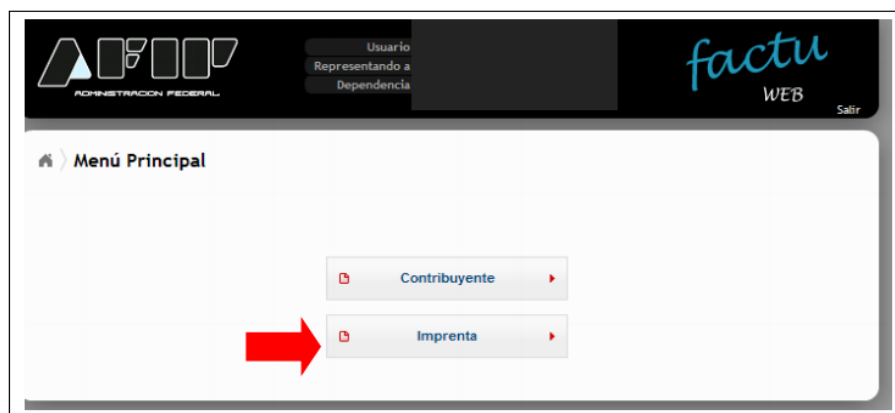 AFIP
ADMINISTRACION FEDERAL
Usuario
Representando a
Dependencia
factu
WEB
Salir
Menú Principal
Contribuyente
Imprenta